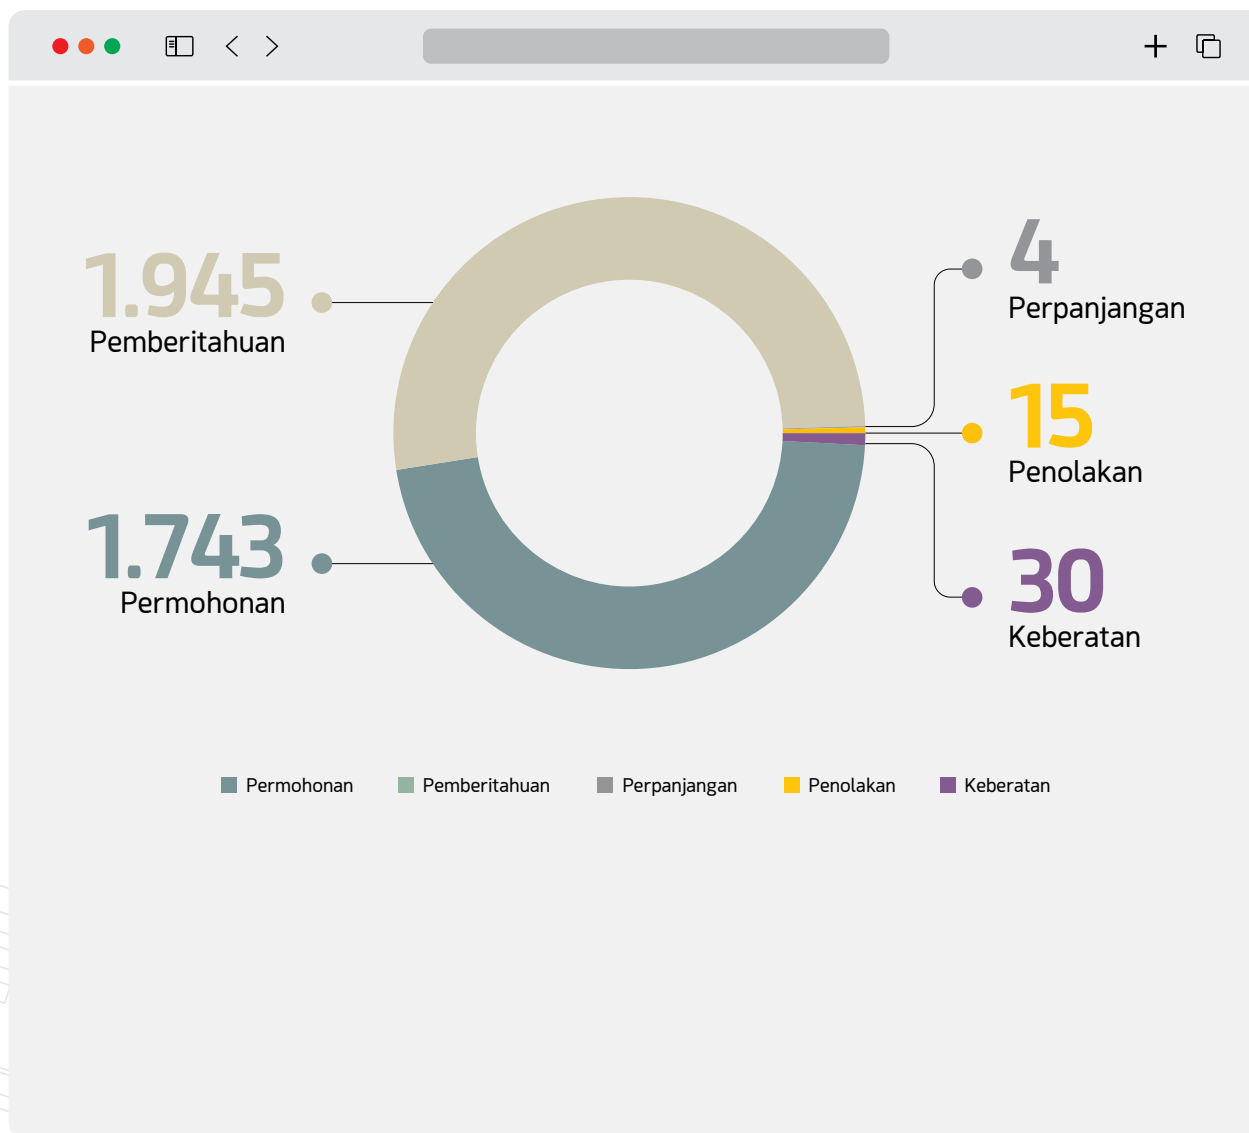 1.945
Pemberitahuan
1.743
Permohonan
4
Perpanjangan
15
Penolakan
30
Keberatan
Permohonan
Pemberitahuan
Perpanjangan
Penolakan
Keberatan